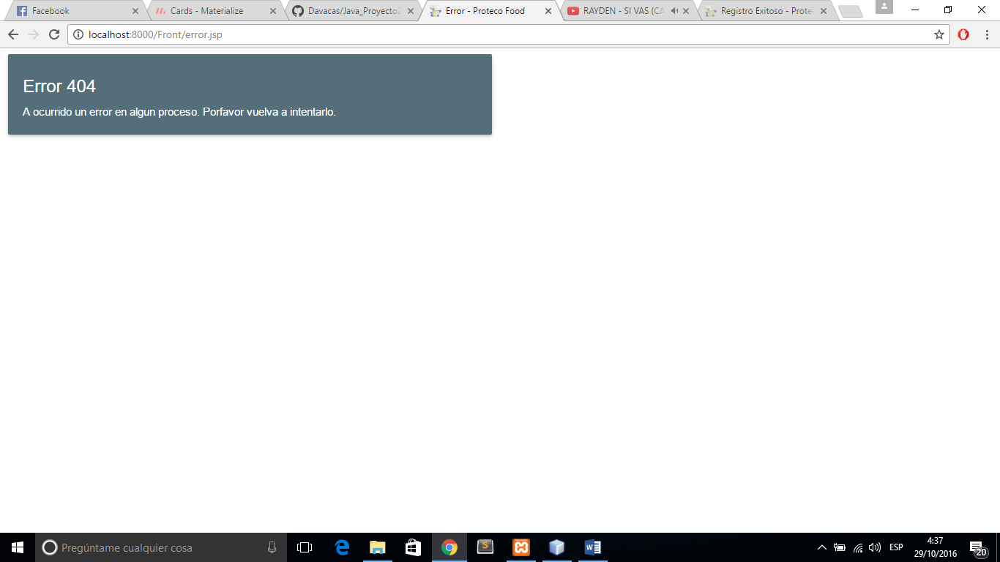 Facebook
Cards - Materialize
Davacas/Java_Proyecto2
Error - Proteco Food
RAYDEN - SI VAS (CA
Registro Exitoso - Prote
localhost:8000/Front/error.jsp
Error 404
A ocurrido un error en algun proceso. Porfavor vuelva a intentarlo.
Pregúntame cualquier cosa
ESP
4:37
29/10/2016
20